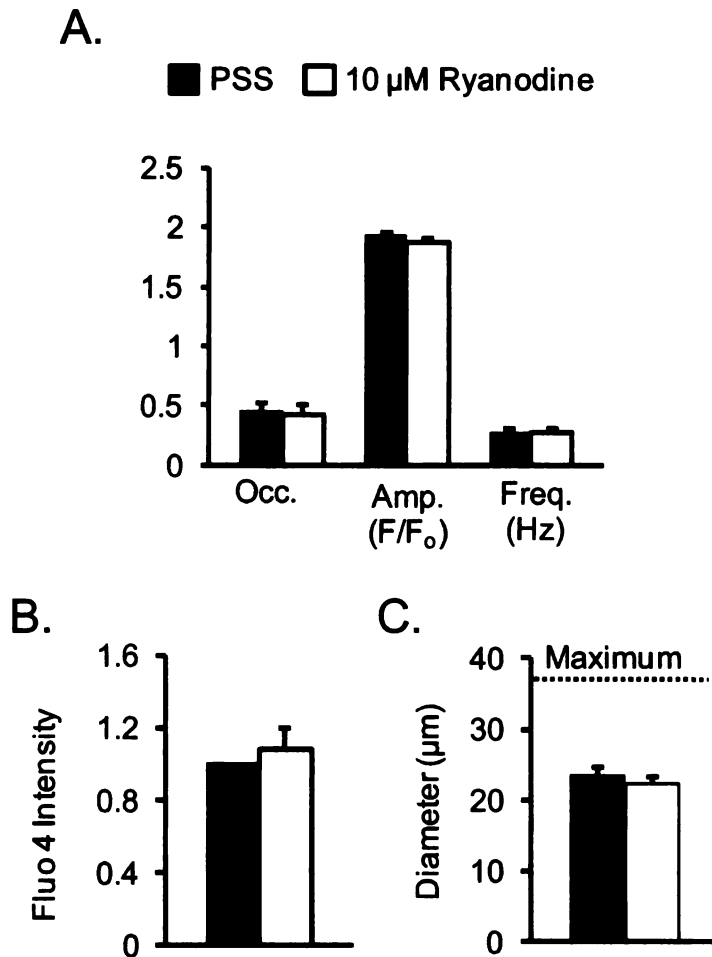 A.
PSS 10 µM Ryanodine
2.5
2
1.5
1
0.5
0
Occ. Amp. Freq.
(F/Fo) (Hz)
B.
1.6
1.2
0.8
0.4
0
Fluo 4 Intensity
C.
40
30
20
10
0
Diameter (µm)
Maximum